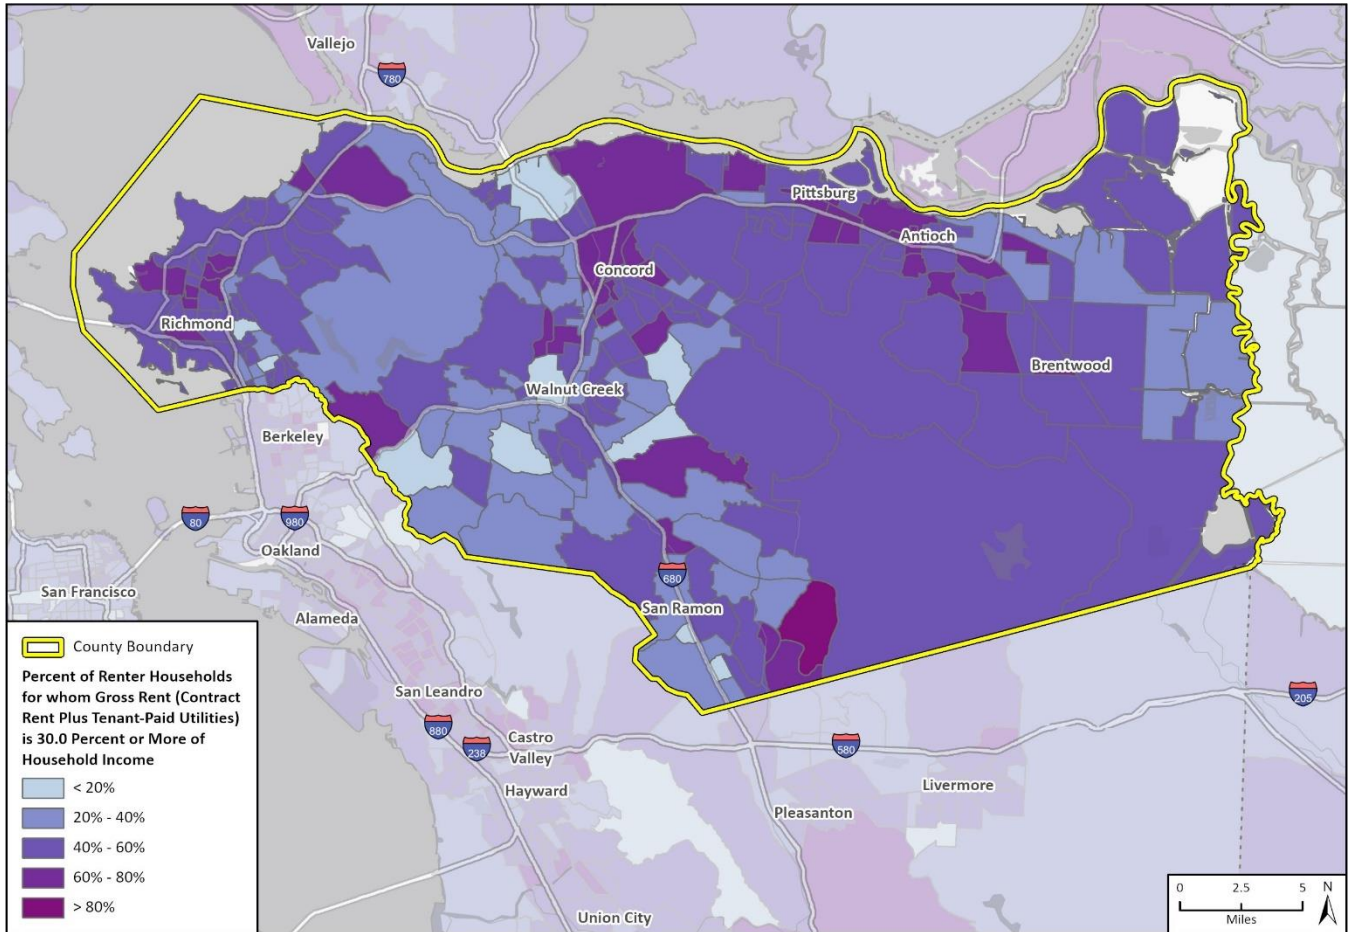 Vallejo
780
Pittsburg
Antioch
Concord
Richmond
Brentwood
Walnut Creek
Berkeley
80
980
Oakland
680
San Francisco
San Ramon
Alameda
County Boundary
Percent of Renter Households
for whom Gross Rent (Contract
Rent Plus Tenant-Paid Utilities)
is 30.0 Percent or More of
Household Income
< 20%
20% - 40%
40% - 60%
60% - 80%
> 80%
San Leandro
880
238
Castro
Valley
Hayward
580
205
Livermore
Pleasanton
Union City
0 2.5 5
Miles
N